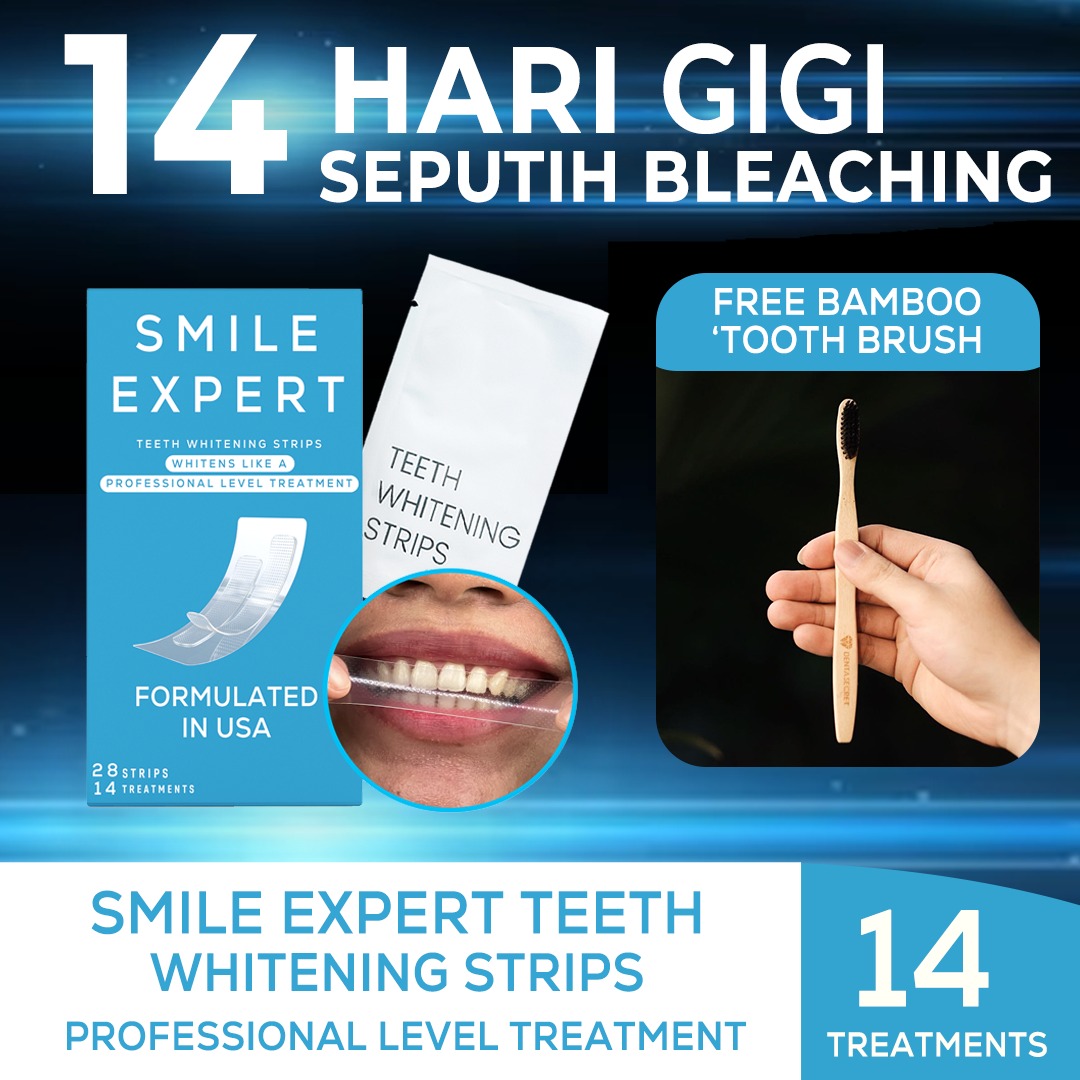 14 HARI GIGI
SEPUTIH BLEACHING
SMILE
EXPERT
TEETH WHITENING STRIPS
WHITENS LIKE A
PROFESSIONAL LEVEL TREATMENT
FORMULATED
IN USA
28 STRIPS
14 TREATMENTS
TEETH
WHITENING
STRIPS
FREE BAMBOO
‘TOOTH BRUSH
DENTASECRET
SMILE EXPERT TEETH
WHITENING STRIPS
PROFESSIONAL LEVEL TREATMENT
14
TREATMENTS